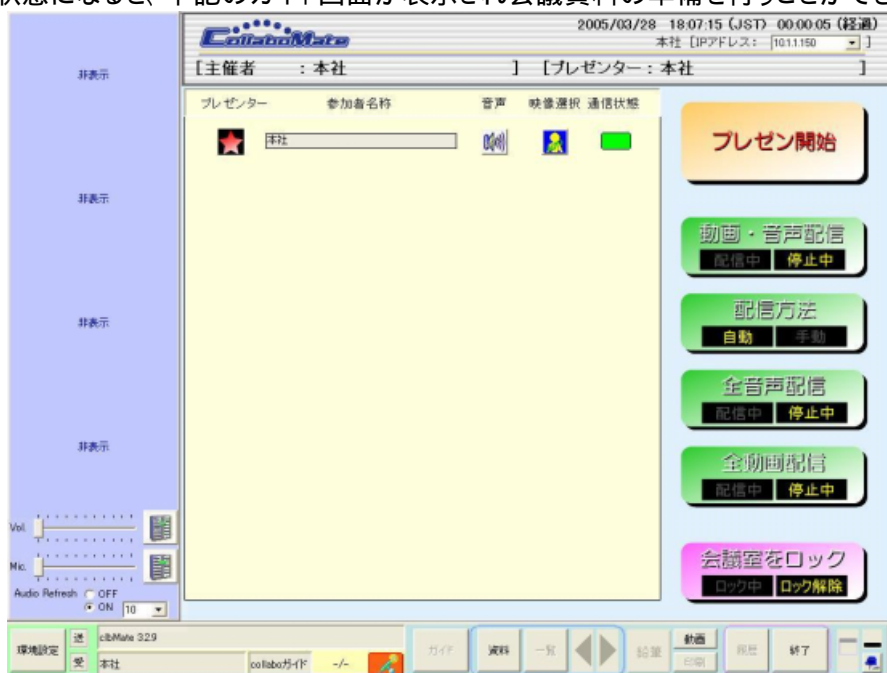 状態になると、下記のガイド画面が表示され会議資料の準備を行うことができ
CollaboMate
2005/03/28 18:07:15 (JST) 00:00:05 (経過)
本社 [IPアドレス: 10.1.1.150 ]
[主催者 :本社 ] [プレゼンター:本社 ]
プレゼンター 参加者名称 音声 映像選択 通信状態
本社
プレゼン開始
動画・音声配信
配信中 停止中
配信方法
自動 手動
全音声配信
配信中 停止中
全動画配信
配信中 停止中
会議室をロック
ロック中 ロック解除
非表示
非表示
非表示
非表示
Vol.
Mic.
Audio Refresh OFF
ON 10
環境設定 送 clbMate 3.2.9
受 本社 collaboガイド -/-
ガイド 資料 一覧 動画 印刷 履歴 終了